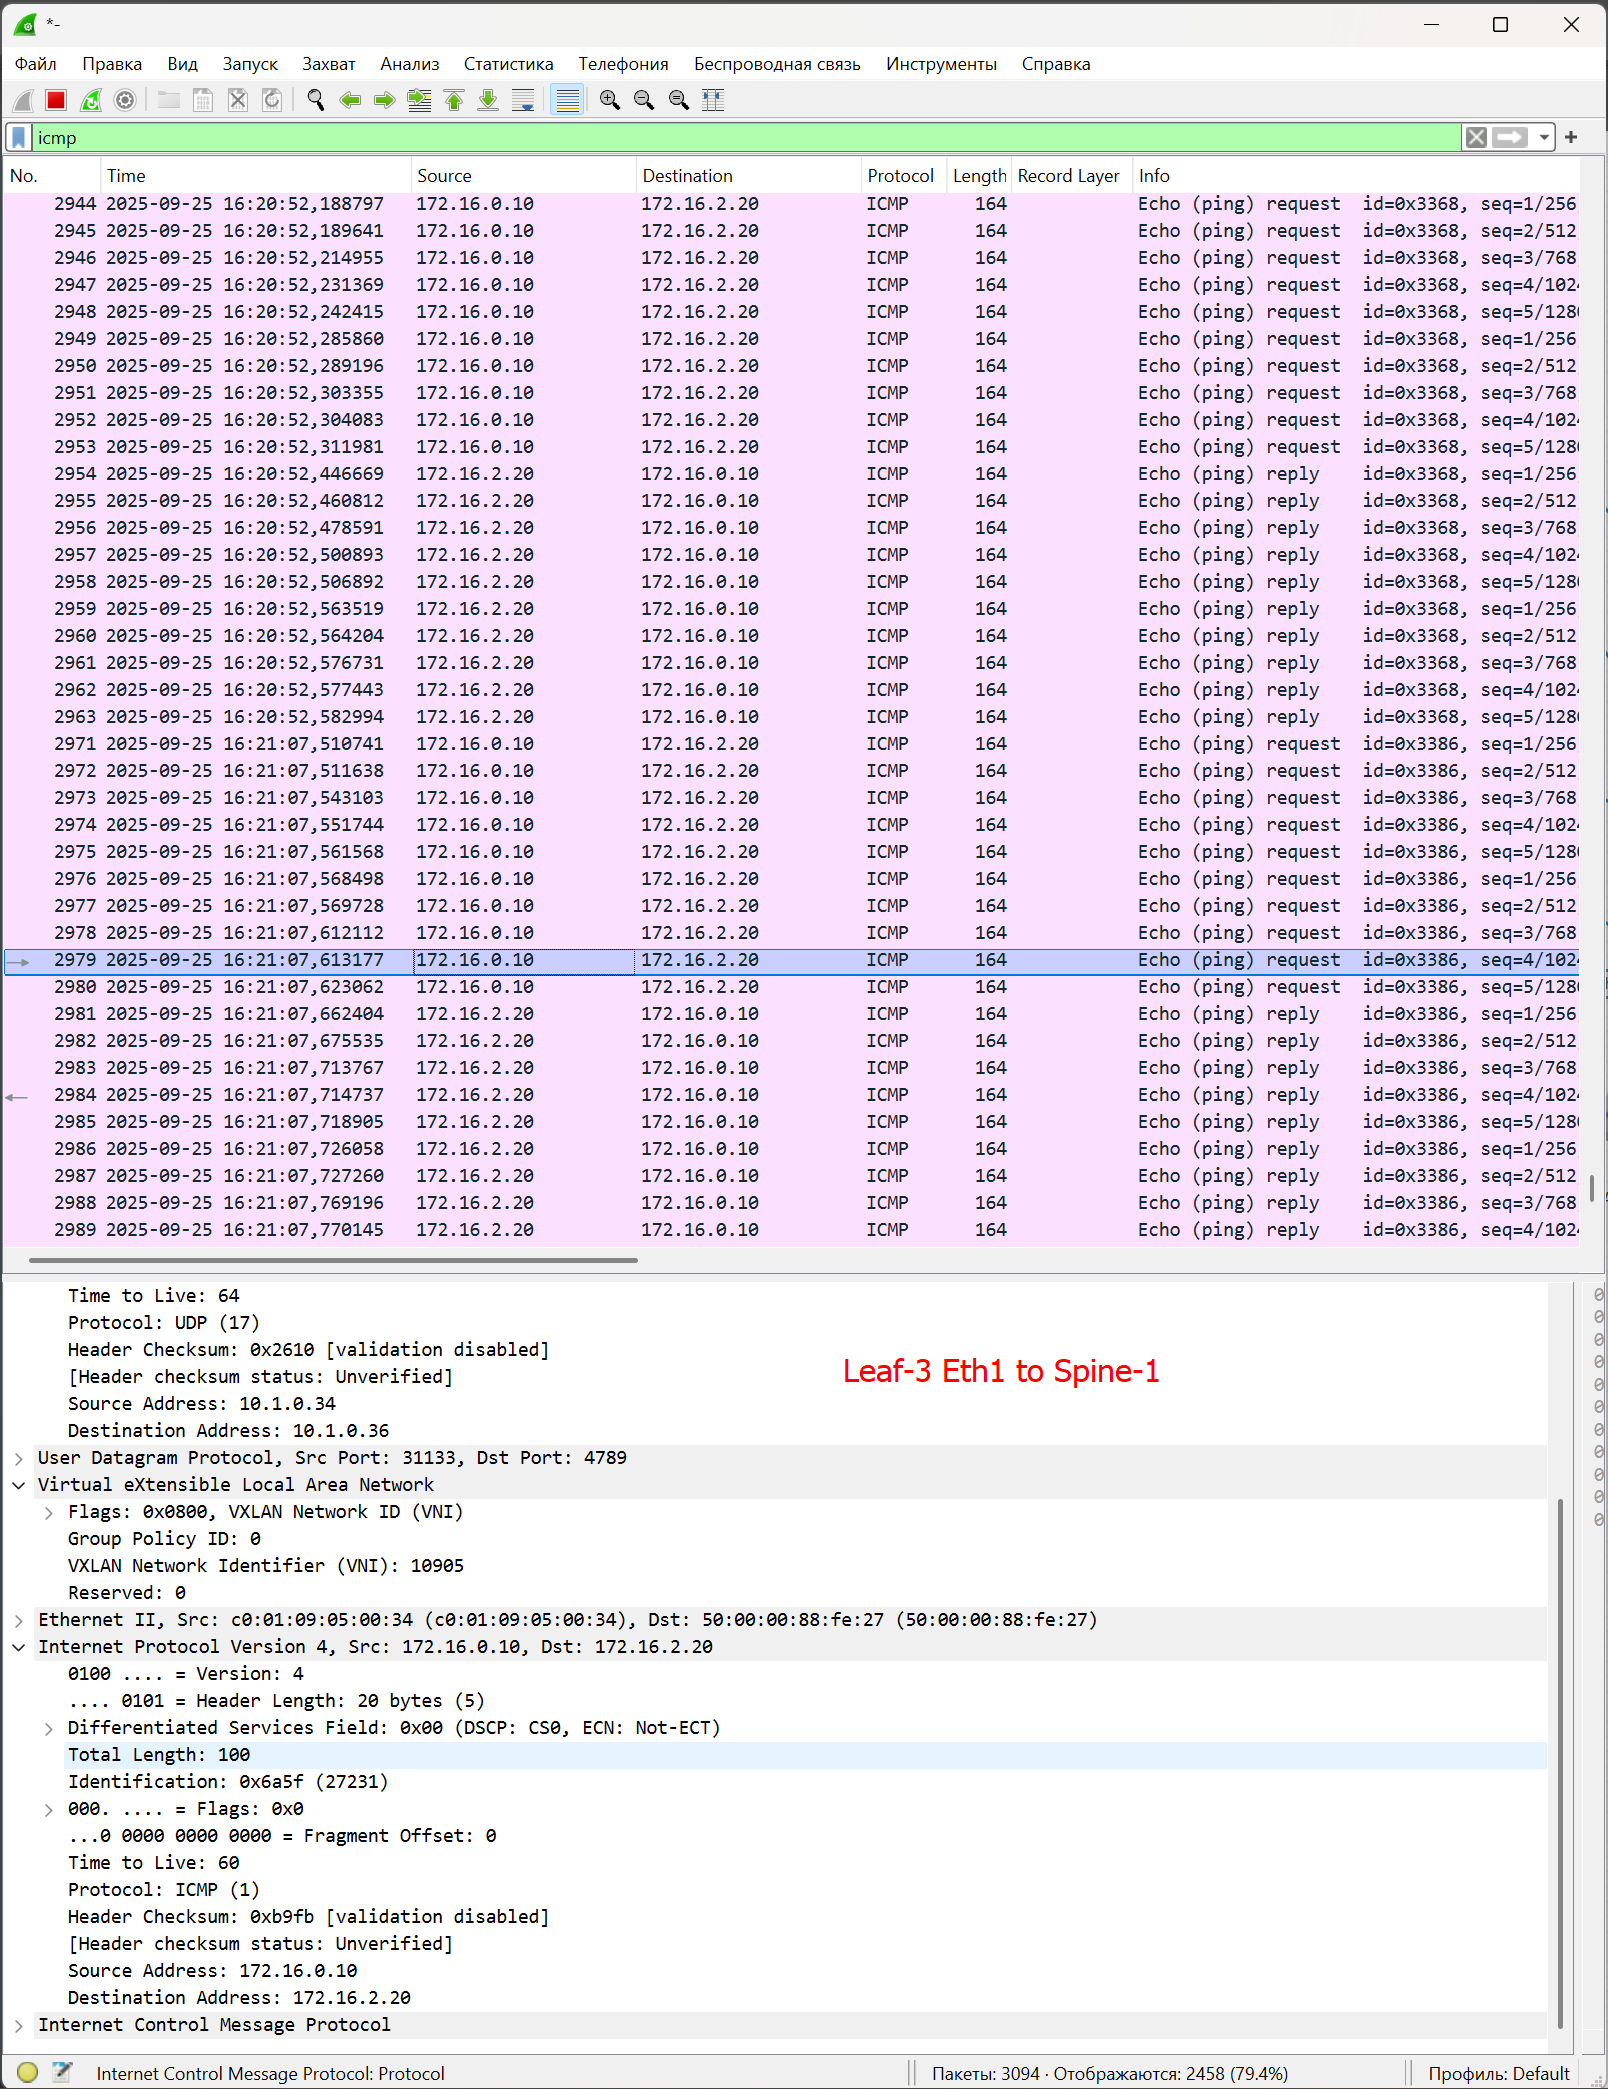 *-
Файл Правка Вид Запуск Захват Анализ Статистика Телефония Беспроводная связь Инструменты Справка
icmp
No. Time Source Destination Protocol Length Record Layer Info
2944 2025-09-25 16:20:52,188797 172.16.0.10 172.16.2.20 ICMP 164 Echo (ping) request id=0x3368, seq=1/256
2945 2025-09-25 16:20:52,189641 172.16.0.10 172.16.2.20 ICMP 164 Echo (ping) request id=0x3368, seq=2/512
2946 2025-09-25 16:20:52,214955 172.16.0.10 172.16.2.20 ICMP 164 Echo (ping) request id=0x3368, seq=3/768
2947 2025-09-25 16:20:52,231369 172.16.0.10 172.16.2.20 ICMP 164 Echo (ping) request id=0x3368, seq=4/1024
2948 2025-09-25 16:20:52,242415 172.16.0.10 172.16.2.20 ICMP 164 Echo (ping) request id=0x3368, seq=5/1280
2949 2025-09-25 16:20:52,285860 172.16.0.10 172.16.2.20 ICMP 164 Echo (ping) request id=0x3368, seq=1/256
2950 2025-09-25 16:20:52,289196 172.16.0.10 172.16.2.20 ICMP 164 Echo (ping) request id=0x3368, seq=2/512
2951 2025-09-25 16:20:52,303355 172.16.0.10 172.16.2.20 ICMP 164 Echo (ping) request id=0x3368, seq=3/768
2952 2025-09-25 16:20:52,304083 172.16.0.10 172.16.2.20 ICMP 164 Echo (ping) request id=0x3368, seq=4/1024
2953 2025-09-25 16:20:52,311981 172.16.0.10 172.16.2.20 ICMP 164 Echo (ping) request id=0x3368, seq=5/1280
2954 2025-09-25 16:20:52,446669 172.16.2.20 172.16.0.10 ICMP 164 Echo (ping) reply id=0x3368, seq=1/256
2955 2025-09-25 16:20:52,460812 172.16.2.20 172.16.0.10 ICMP 164 Echo (ping) reply id=0x3368, seq=2/512
2956 2025-09-25 16:20:52,478591 172.16.2.20 172.16.0.10 ICMP 164 Echo (ping) reply id=0x3368, seq=3/768
2957 2025-09-25 16:20:52,500893 172.16.2.20 172.16.0.10 ICMP 164 Echo (ping) reply id=0x3368, seq=4/1024
2958 2025-09-25 16:20:52,506892 172.16.2.20 172.16.0.10 ICMP 164 Echo (ping) reply id=0x3368, seq=5/1280
2959 2025-09-25 16:20:52,563519 172.16.2.20 172.16.0.10 ICMP 164 Echo (ping) reply id=0x3368, seq=1/256
2960 2025-09-25 16:20:52,564204 172.16.2.20 172.16.0.10 ICMP 164 Echo (ping) reply id=0x3368, seq=2/512
2961 2025-09-25 16:20:52,576731 172.16.2.20 172.16.0.10 ICMP 164 Echo (ping) reply id=0x3368, seq=3/768
2962 2025-09-25 16:20:52,577443 172.16.2.20 172.16.0.10 ICMP 164 Echo (ping) reply id=0x3368, seq=4/1024
2963 2025-09-25 16:20:52,582994 172.16.2.20 172.16.0.10 ICMP 164 Echo (ping) reply id=0x3368, seq=5/1280
2971 2025-09-25 16:21:07,510741 172.16.0.10 172.16.2.20 ICMP 164 Echo (ping) request id=0x3386, seq=1/256
2972 2025-09-25 16:21:07,511638 172.16.0.10 172.16.2.20 ICMP 164 Echo (ping) request id=0x3386, seq=2/512
2973 2025-09-25 16:21:07,543103 172.16.0.10 172.16.2.20 ICMP 164 Echo (ping) request id=0x3386, seq=3/768
2974 2025-09-25 16:21:07,551744 172.16.0.10 172.16.2.20 ICMP 164 Echo (ping) request id=0x3386, seq=4/1024
2975 2025-09-25 16:21:07,561568 172.16.0.10 172.16.2.20 ICMP 164 Echo (ping) request id=0x3386, seq=5/1280
2976 2025-09-25 16:21:07,568498 172.16.0.10 172.16.2.20 ICMP 164 Echo (ping) request id=0x3386, seq=1/256
2977 2025-09-25 16:21:07,569728 172.16.0.10 172.16.2.20 ICMP 164 Echo (ping) request id=0x3386, seq=2/512
2978 2025-09-25 16:21:07,612112 172.16.0.10 172.16.2.20 ICMP 164 Echo (ping) request id=0x3386, seq=3/768
2979 2025-09-25 16:21:07,613177 172.16.0.10 172.16.2.20 ICMP 164 Echo (ping) request id=0x3386, seq=4/1024
2980 2025-09-25 16:21:07,623062 172.16.0.10 172.16.2.20 ICMP 164 Echo (ping) request id=0x3386, seq=5/1280
2981 2025-09-25 16:21:07,662404 172.16.2.20 172.16.0.10 ICMP 164 Echo (ping) reply id=0x3386, seq=1/256
2982 2025-09-25 16:21:07,675535 172.16.2.20 172.16.0.10 ICMP 164 Echo (ping) reply id=0x3386, seq=2/512
2983 2025-09-25 16:21:07,713767 172.16.2.20 172.16.0.10 ICMP 164 Echo (ping) reply id=0x3386, seq=3/768
2984 2025-09-25 16:21:07,714737 172.16.2.20 172.16.0.10 ICMP 164 Echo (ping) reply id=0x3386, seq=4/1024
2985 2025-09-25 16:21:07,718905 172.16.2.20 172.16.0.10 ICMP 164 Echo (ping) reply id=0x3386, seq=5/1280
2986 2025-09-25 16:21:07,726058 172.16.2.20 172.16.0.10 ICMP 164 Echo (ping) reply id=0x3386, seq=1/256
2987 2025-09-25 16:21:07,727260 172.16.2.20 172.16.0.10 ICMP 164 Echo (ping) reply id=0x3386, seq=2/512
2988 2025-09-25 16:21:07,769196 172.16.2.20 172.16.0.10 ICMP 164 Echo (ping) reply id=0x3386, seq=3/768
2989 2025-09-25 16:21:07,770145 172.16.2.20 172.16.0.10 ICMP 164 Echo (ping) reply id=0x3386, seq=4/1024
Time to Live: 64
Protocol: UDP (17)
Header Checksum: 0x2610 [validation disabled]
Leaf-3 Eth1 to Spine-1
[Header checksum status: Unverified]
Source Address: 10.1.0.34
Destination Address: 10.1.0.36
User Datagram Protocol, Src Port: 31133, Dst Port: 4789
Virtual eXtensible Local Area Network
Flags: 0x0800, VXLAN Network ID (VNI)
Group Policy ID: 0
VXLAN Network Identifier (VNI): 10905
Reserved: 0
Ethernet II, Src: c0:01:09:05:00:34 (c0:01:09:05:00:34), Dst: 50:00:00:88:fe:27 (50:00:00:88:fe:27)
Internet Protocol Version 4, Src: 172.16.0.10, Dst: 172.16.2.20
0100 .... = Version: 4
.... 0101 = Header Length: 20 bytes (5)
Differentiated Services Field: 0x00 (DSCP: CS0, ECN: Not-ECT)
Total Length: 100
Identification: 0x6a5f (27231)
000. .... = Flags: 0x0
...0 0000 0000 0000 = Fragment Offset: 0
Time to Live: 60
Protocol: ICMP (1)
Header Checksum: 0xb9fb [validation disabled]
[Header checksum status: Unverified]
Source Address: 172.16.0.10
Destination Address: 172.16.2.20
Internet Control Message Protocol
Internet Control Message Protocol: Protocol Пакеты: 3094 · Отображаются: 2458 (79.4%) Профиль: Default